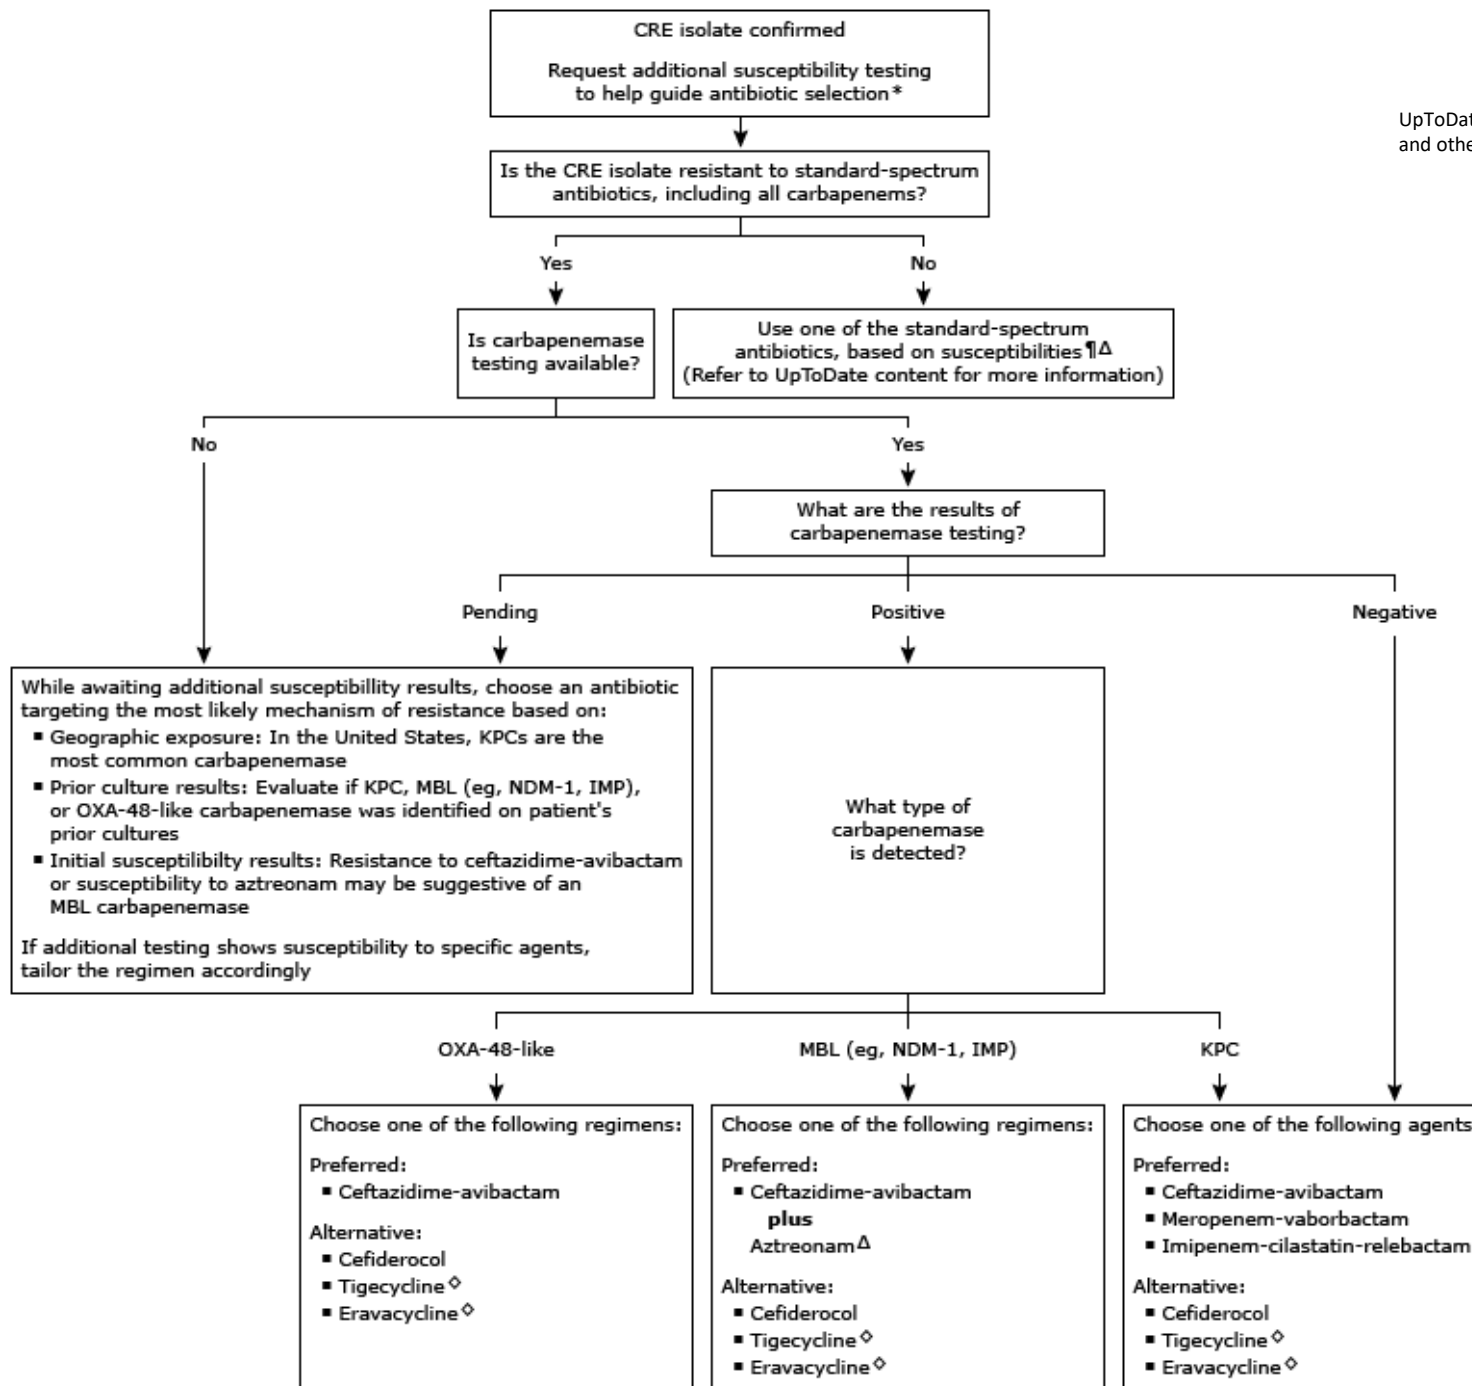 CRE isolate confirmed
Request additional susceptibility testing
to help guide antibiotic selection*
UpToDat
and othe
Is the CRE isolate resistant to standard-spectrum
antibiotics, including all carbapenems?
Yes
No
Is carbapenemase
testing available?
Use one of the standard-spectrum
antibiotics, based on susceptibilities¶Δ
(Refer to UpToDate content for more information)
No
Yes
What are the results of
carbapenemase testing?
Pending
Positive
Negative
While awaiting additional susceptibillity results, choose an antibiotic
targeting the most likely mechanism of resistance based on:
▪ Geographic exposure: In the United States, KPCs are the
most common carbapenemase
▪ Prior culture results: Evaluate if KPC, MBL (eg, NDM-1, IMP),
or OXA-48-like carbapenemase was identified on patient's
prior cultures
▪ Initial susceptilibilty results: Resistance to ceftazidime-avibactam
or susceptibility to aztreonam may be suggestive of an
MBL carbapenemase
If additional testing shows susceptibility to specific agents,
tailor the regimen accordingly
What type of
carbapenemase
is detected?
OXA-48-like
MBL (eg, NDM-1, IMP)
KPC
Choose one of the following regimens:
Preferred:
▪ Ceftazidime-avibactam
Alternative:
▪ Cefiderocol
▪ Tigecycline◇
▪ Eravacycline◇
Choose one of the following regimens:
Preferred:
▪ Ceftazidime-avibactam
plus
AztreonamΔ
Alternative:
▪ Cefiderocol
▪ Tigecycline◇
▪ Eravacycline◇
Choose one of the following agents
Preferred:
▪ Ceftazidime-avibactam
▪ Meropenem-vaborbactam
▪ Imipenem-cilastatin-relebactam
Alternative:
▪ Cefiderocol
▪ Tigecycline◇
▪ Eravacycline◇